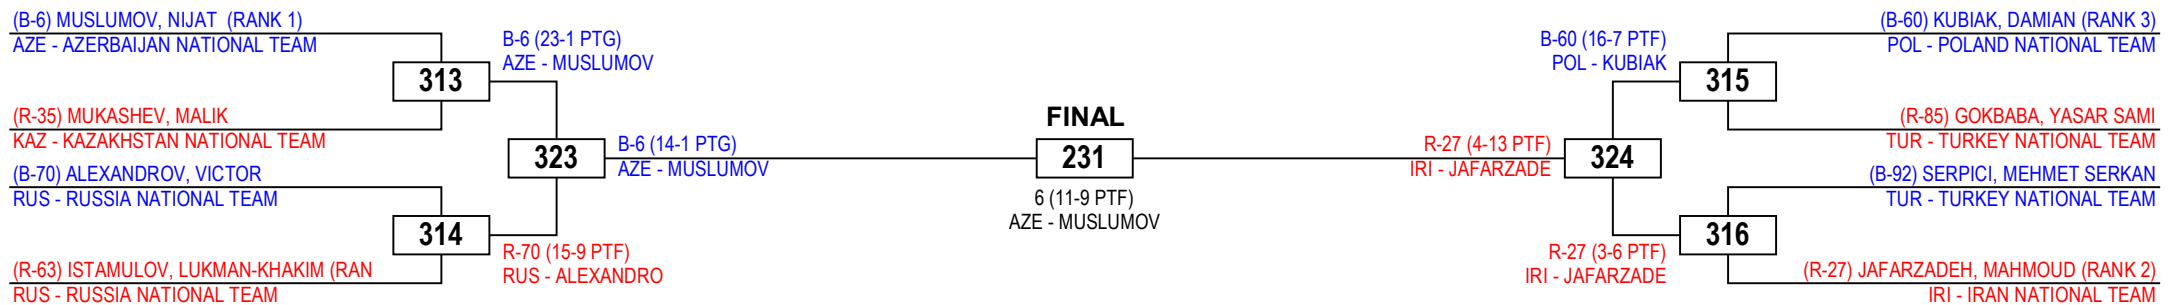 (B-6) MUSLUMOV, NIJAT (RANK 1)
AZE - AZERBAIJAN NATIONAL TEAM
313
(R-35) MUKASHEV, MALIK
KAZ - KAZAKHSTAN NATIONAL TEAM
B-6 (23-1 PTG)
AZE - MUSLUMOV
(B-70) ALEXANDROV, VICTOR
RUS - RUSSIA NATIONAL TEAM
314
(R-63) ISTAMULOV, LUKMAN-KHAKIM (RAN
RUS - RUSSIA NATIONAL TEAM
R-70 (15-9 PTF)
RUS - ALEXANDRO
323
B-6 (14-1 PTG)
AZE - MUSLUMOV
FINAL
231
6 (11-9 PTF)
AZE - MUSLUMOV
R-27 (4-13 PTF)
IRI - JAFARZADE
324
B-60 (16-7 PTF)
POL - KUBIAK
(B-60) KUBIAK, DAMIAN (RANK 3)
POL - POLAND NATIONAL TEAM
315
(R-85) GOKBABA, YASAR SAMI
TUR - TURKEY NATIONAL TEAM
R-27 (3-6 PTF)
IRI - JAFARZADE
(B-92) SERPICI, MEHMET SERKAN
TUR - TURKEY NATIONAL TEAM
316
(R-27) JAFARZADEH, MAHMOUD (RANK 2)
IRI - IRAN NATIONAL TEAM